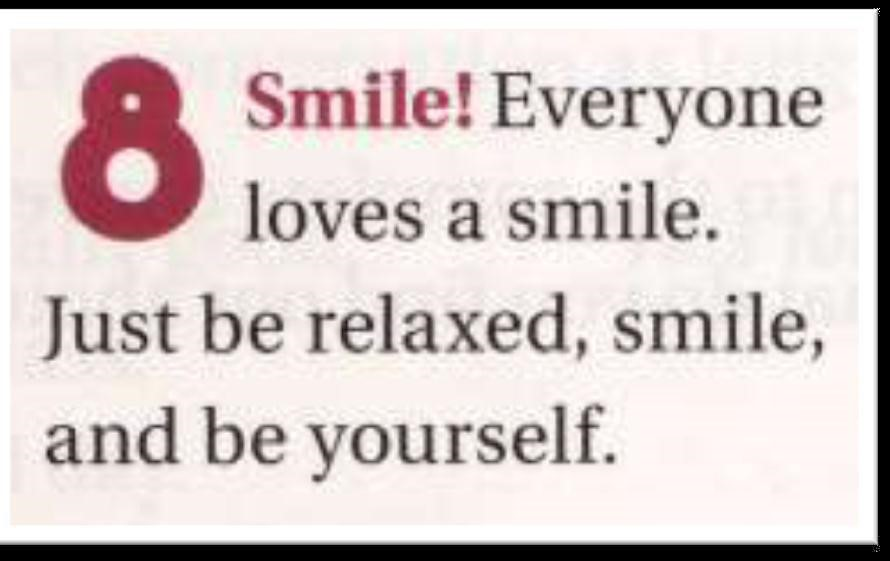 8 Smile! Everyone
loves a smile.
Just be relaxed, smile,
and be yourself.